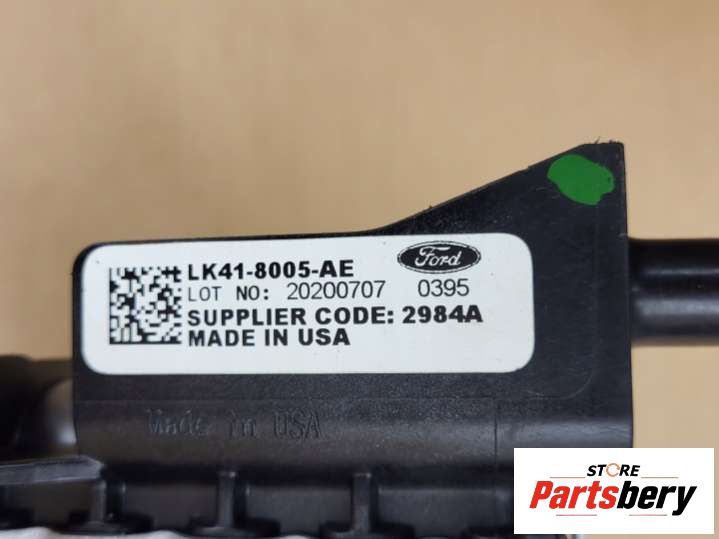 LK41-8005-AE
Ford
LOT NO: 20200707 0395
SUPPLIER CODE: 2984A
MADE IN USA
Made in USA
STORE
Partsbery